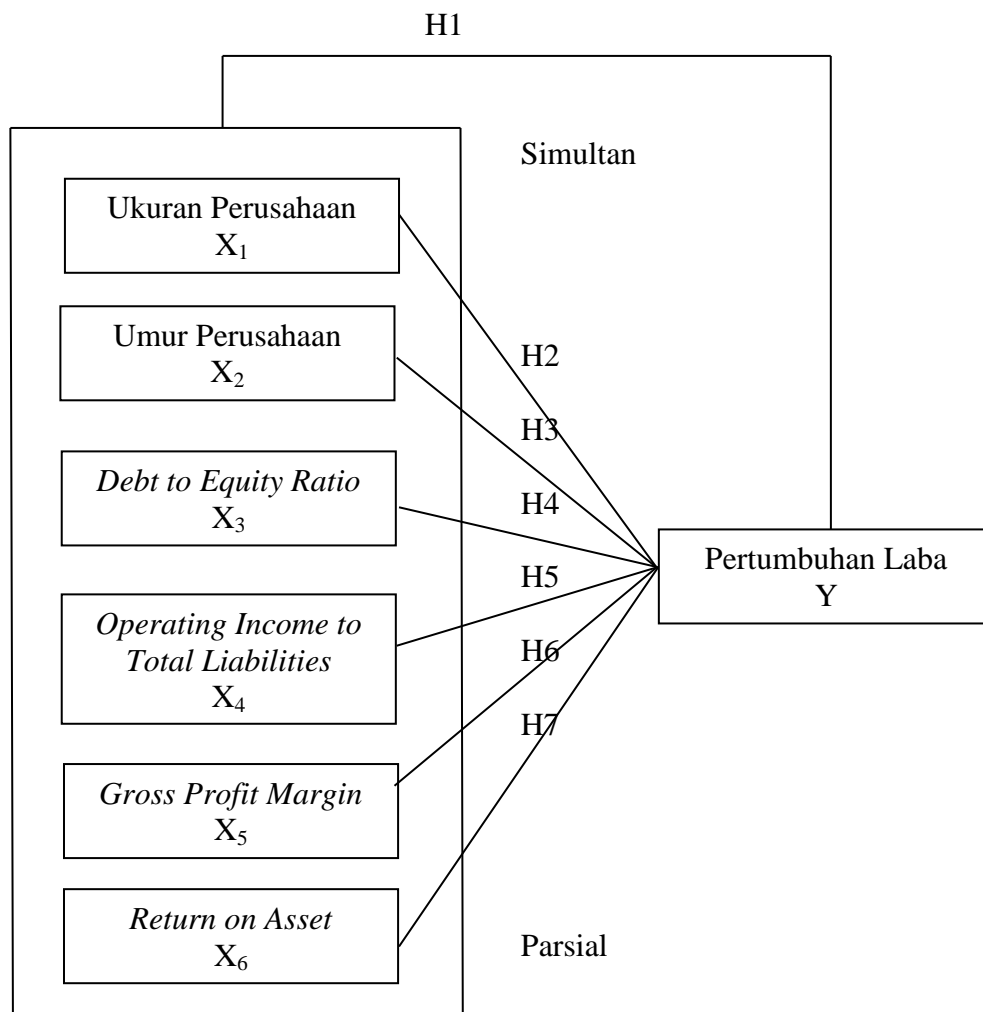 H1
Simultan
Ukuran Perusahaan
X₁
Umur Perusahaan
X₂
H2
H3
Debt to Equity Ratio
X₃
H4
Pertumbuhan Laba
Y
H5
Operating Income to
Total Liabilities
X₄
H6
H7
Gross Profit Margin
X₅
Return on Asset
X₆
Parsial